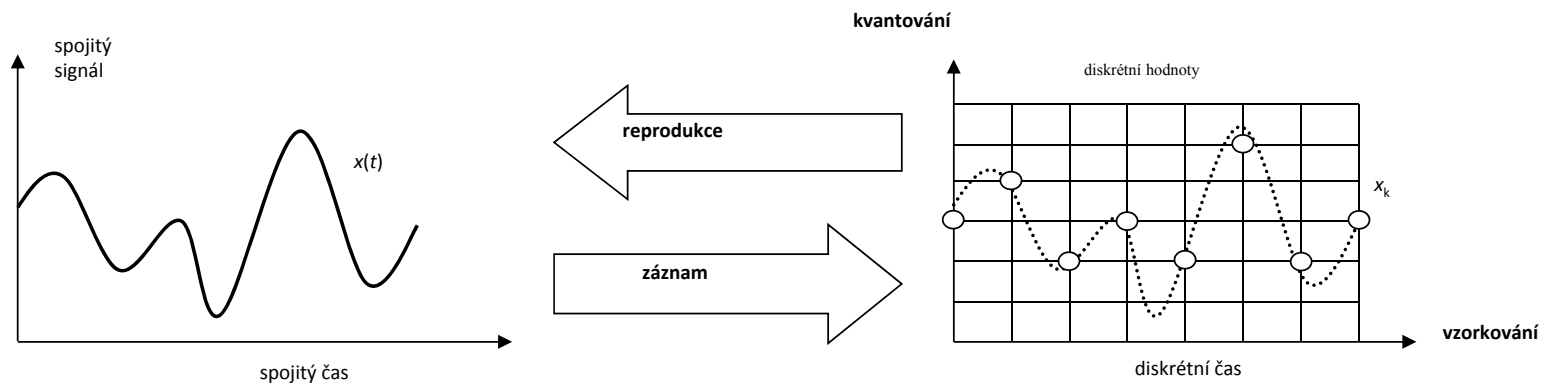 kvantování
spojitý
signál
diskrétní hodnoty
reprodukce
x(t)
xk
záznam
vzorkování
spojitý čas
diskrétní čas